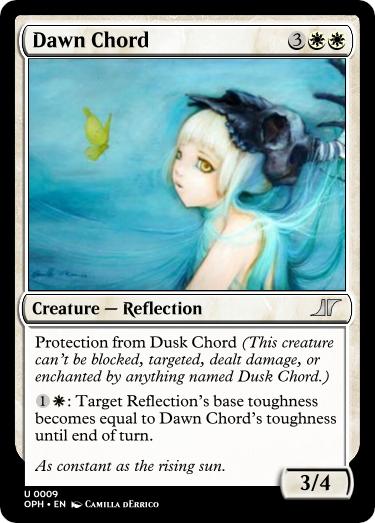 Dawn Chord 3
Creature — Reflection
Protection from Dusk Chord (This creature
can't be blocked, targeted, dealt damage, or
enchanted by anything named Dusk Chord.)
1 : Target Reflection's base toughness
becomes equal to Dawn Chord's toughness
until end of turn.
As constant as the rising sun.
3/4
U 0009
OPH • EN Camilla dErrico